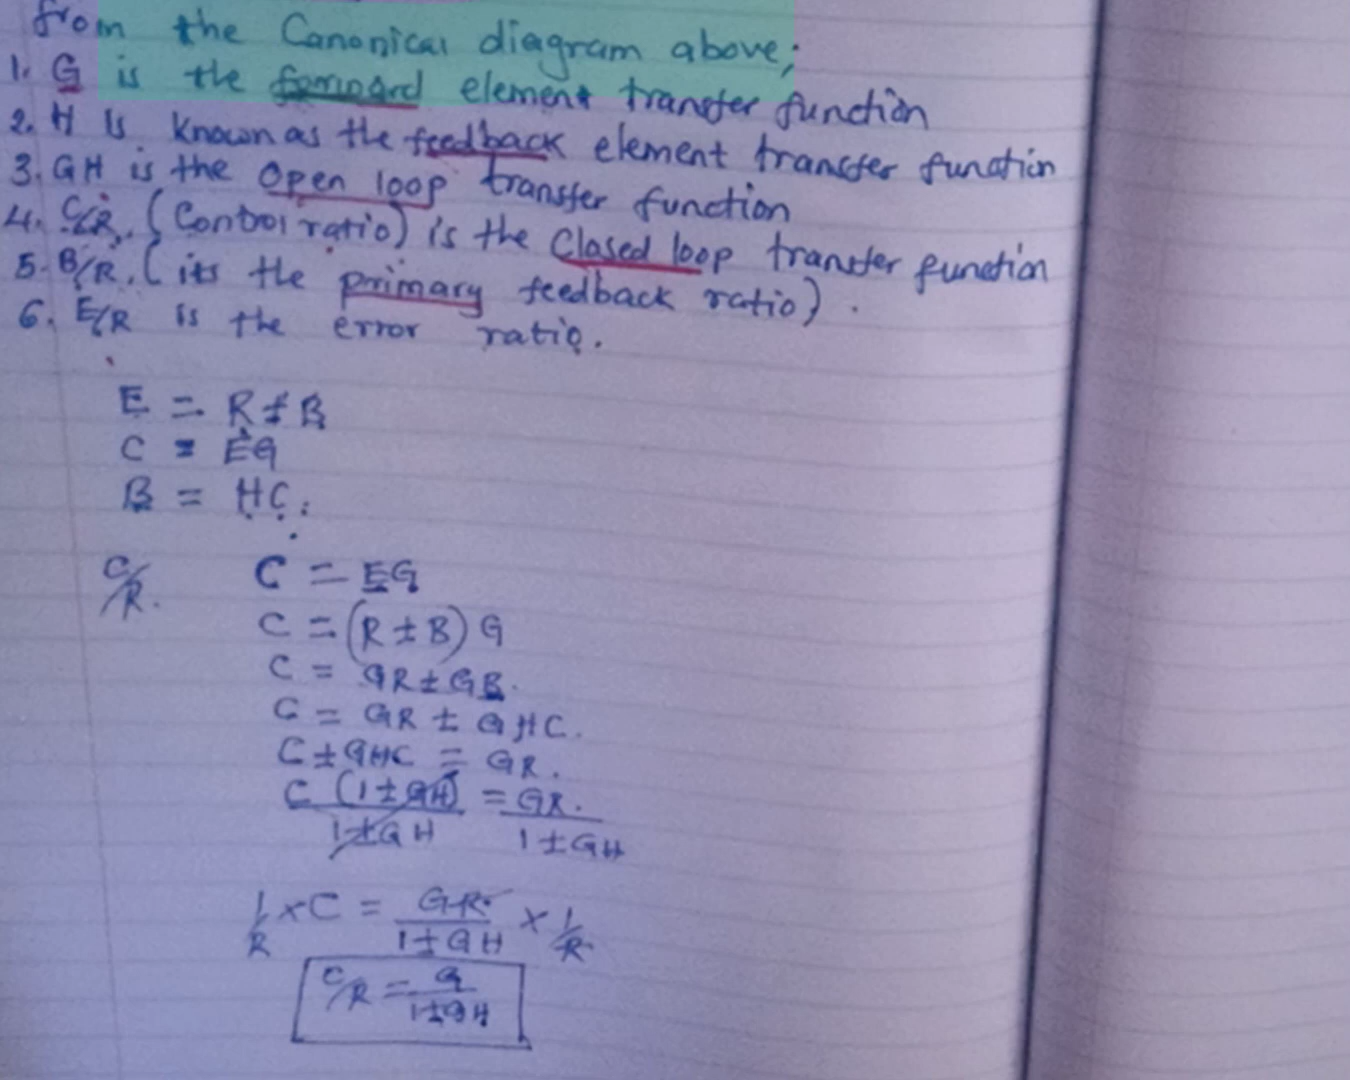 from the Canonical diagram above;
1. G is the forward element transfer function
2. H is known as the feedback element transfer function
3. GH is the open loop transfer function
4. C/R. (Control ratio) is the Closed loop transfer function
5. B/R. (its the primary feedback ratio).
6. E/R is the error ratio.
E = R ± B
C = EG
B = HC.
C/R. C = EG
C = (R ± B) G
C = GR ± GB.
C = GR ± GHC.
C ± GHC = GR.
C (1 ± GH) = GR.
1 ± GH 1 ± GH
1/R × C = GR/1 ± GH × 1/R
C/R = G/1 ± GH